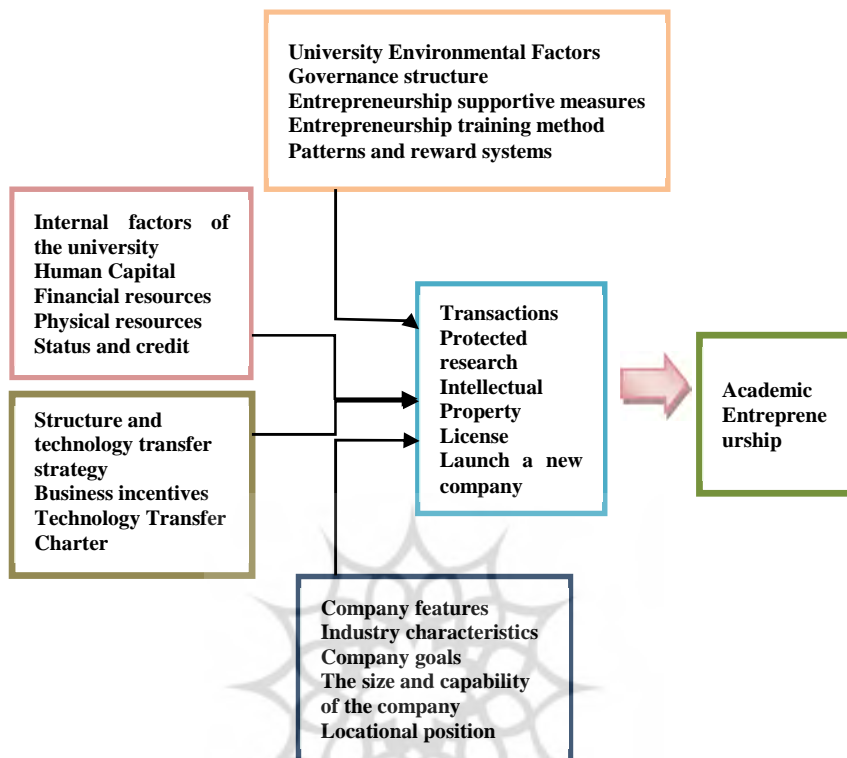 University Environmental Factors
Governance structure
Entrepreneurship supportive measures
Entrepreneurship training method
Patterns and reward systems
Internal factors of
the university
Human Capital
Financial resources
Physical resources
Status and credit
Structure and
technology transfer
strategy
Business incentives
Technology Transfer
Charter
Transactions
Protected
research
Intellectual
Property
License
Launch a new
company
Academic
Entreprene
urship
Company features
Industry characteristics
Company goals
The size and capability
of the company
Locational position